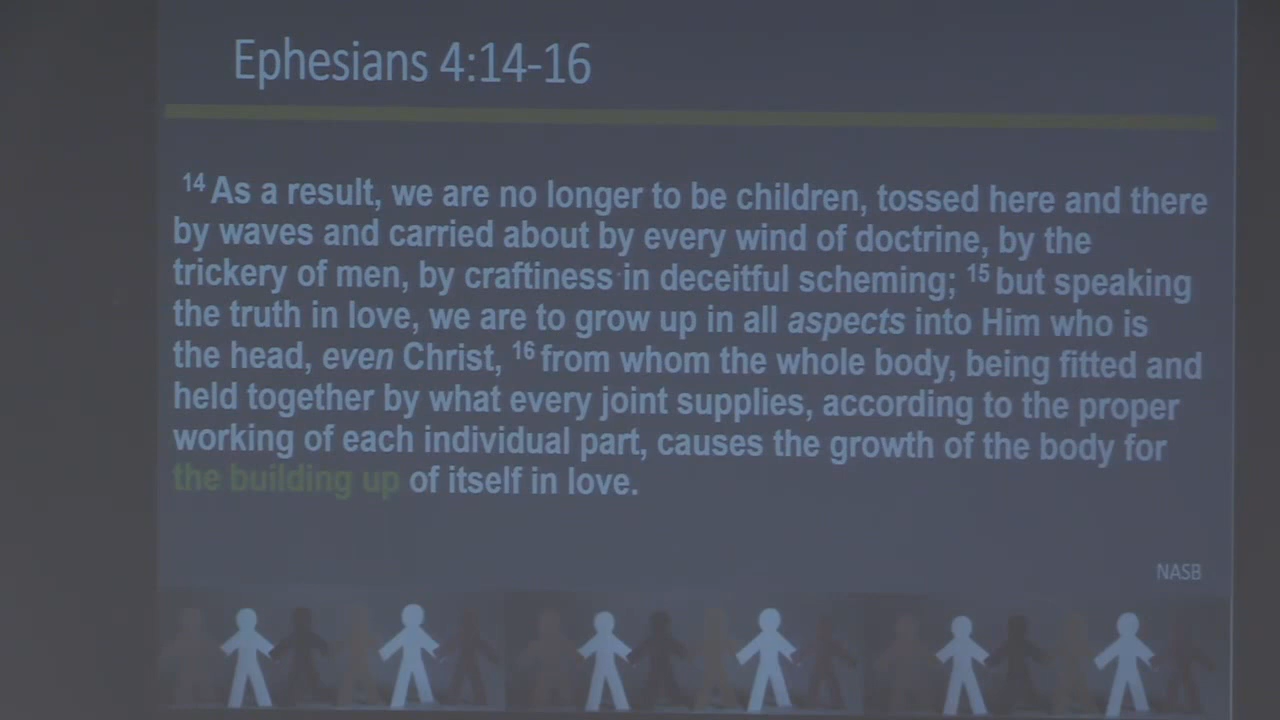 Ephesians 4:14-16
14 As a result, we are no longer to be children, tossed here and there
by waves and carried about by every wind of doctrine, by the
trickery of men, by craftiness in deceitful scheming; 15 but speaking
the truth in love, we are to grow up in all aspects into Him who is
the head, even Christ, 16 from whom the whole body, being fitted and
held together by what every joint supplies, according to the proper
working of each individual part, causes the growth of the body for
the building up of itself in love.
NASB